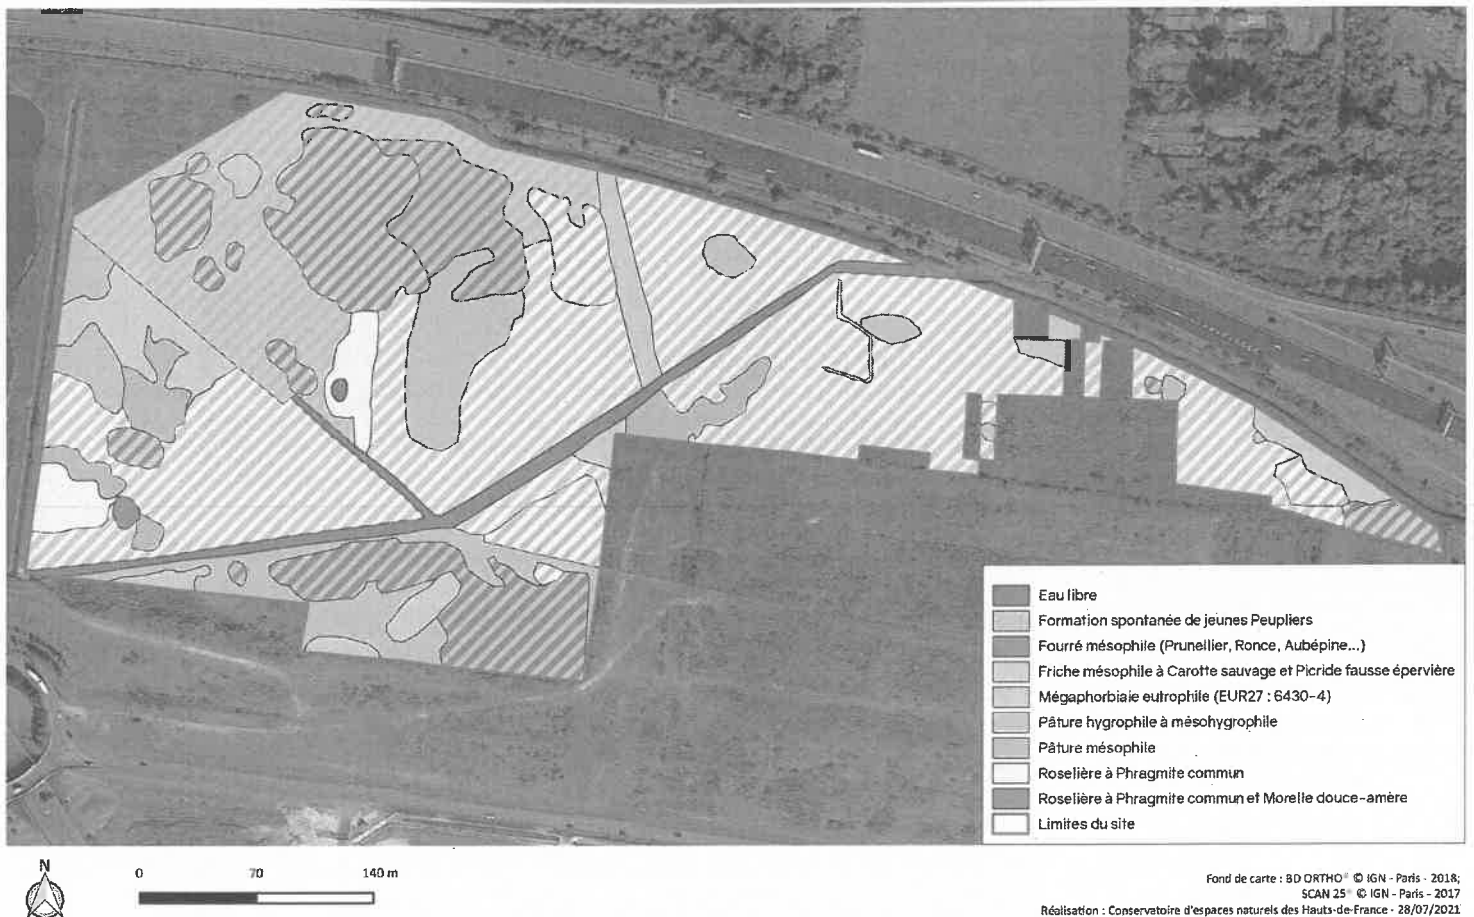 Eau libre
Formation spontanée de jeunes Peupliers
Fourré mésophile (Prunellier, Ronce, Aubépine...)
Friche mésophile à Carotte sauvage et Picride fausse épervière
Mégaphorbiaie eutrophile (EUR27 : 6430-4)
Pâture hygrophile à mésohygrophile
Pâture mésophile
Roselière à Phragmite commun
Roselière à Phragmite commun et Morelle douce-amère
Limites du site
N
0 70 140 m
Fond de carte : BD ORTHO® © IGN - Paris - 2018;
SCAN 25® © IGN - Paris - 2017
Réalisation : Conservatoire d'espaces naturels des Hauts-de-France - 28/07/2021